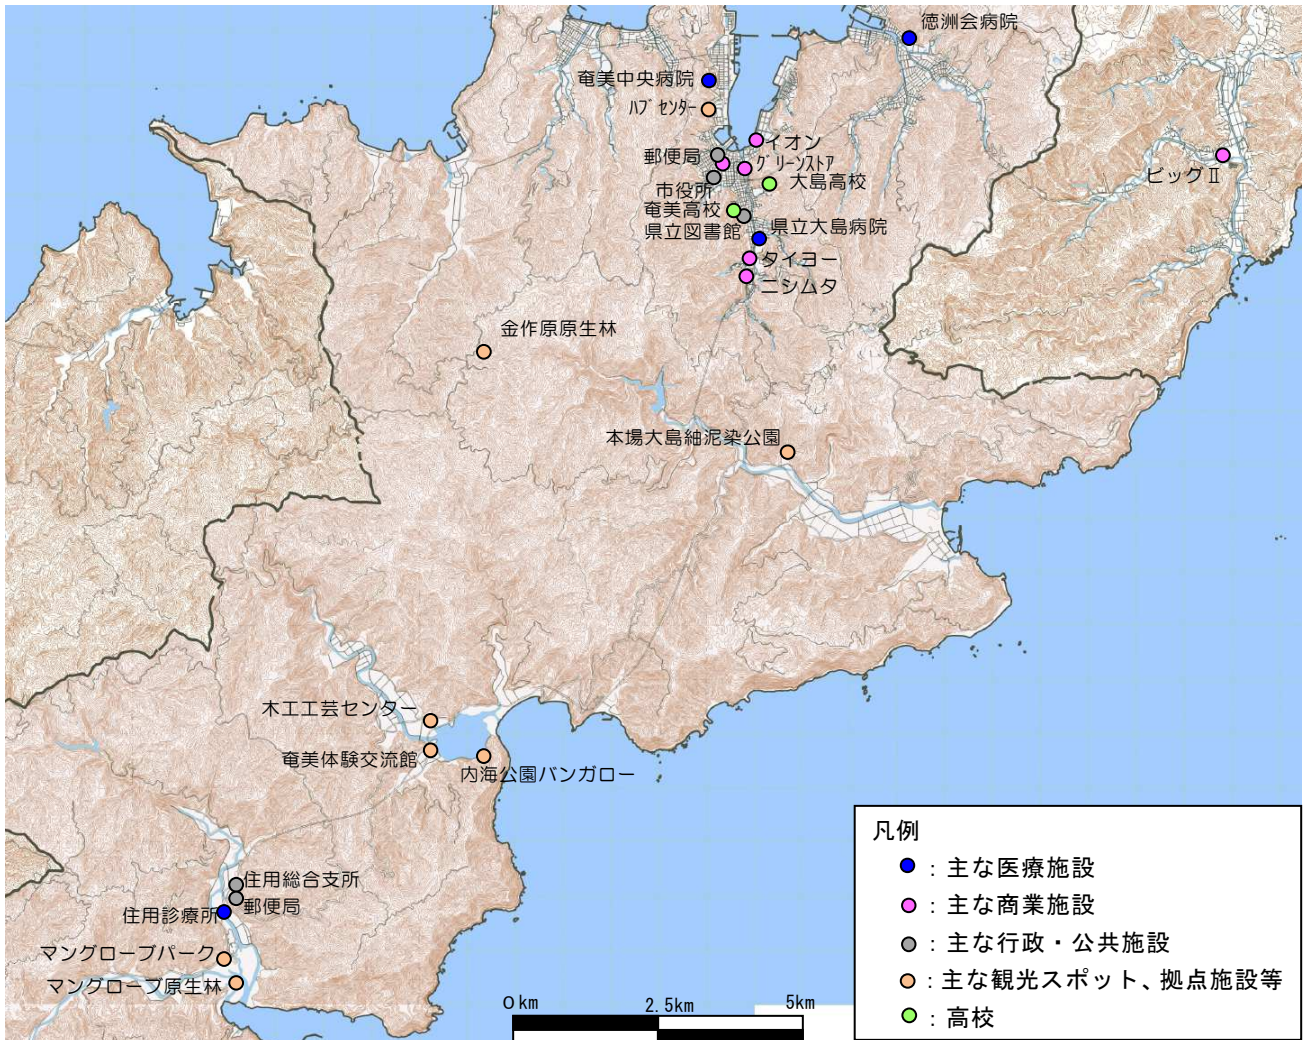 徳洲会病院
奄美中央病院
ﾊﾌﾞｾﾝﾀｰ
イオン
郵便局
ｸﾞﾘｰﾝｽﾄｱ
ビッグⅡ
市役所
大島高校
奄美高校
県立図書館
県立大島病院
タイヨー
ニシムタ
金作原原生林
本場大島紬泥染公園
木工工芸センター
奄美体験交流館
内海公園バンガロー
住用総合支所
郵便局
住用診療所
マングローブパーク
マングローブ原生林
0km 2.5km 5km
凡例
：主な医療施設
：主な商業施設
：主な行政・公共施設
：主な観光スポット、拠点施設等
：高校